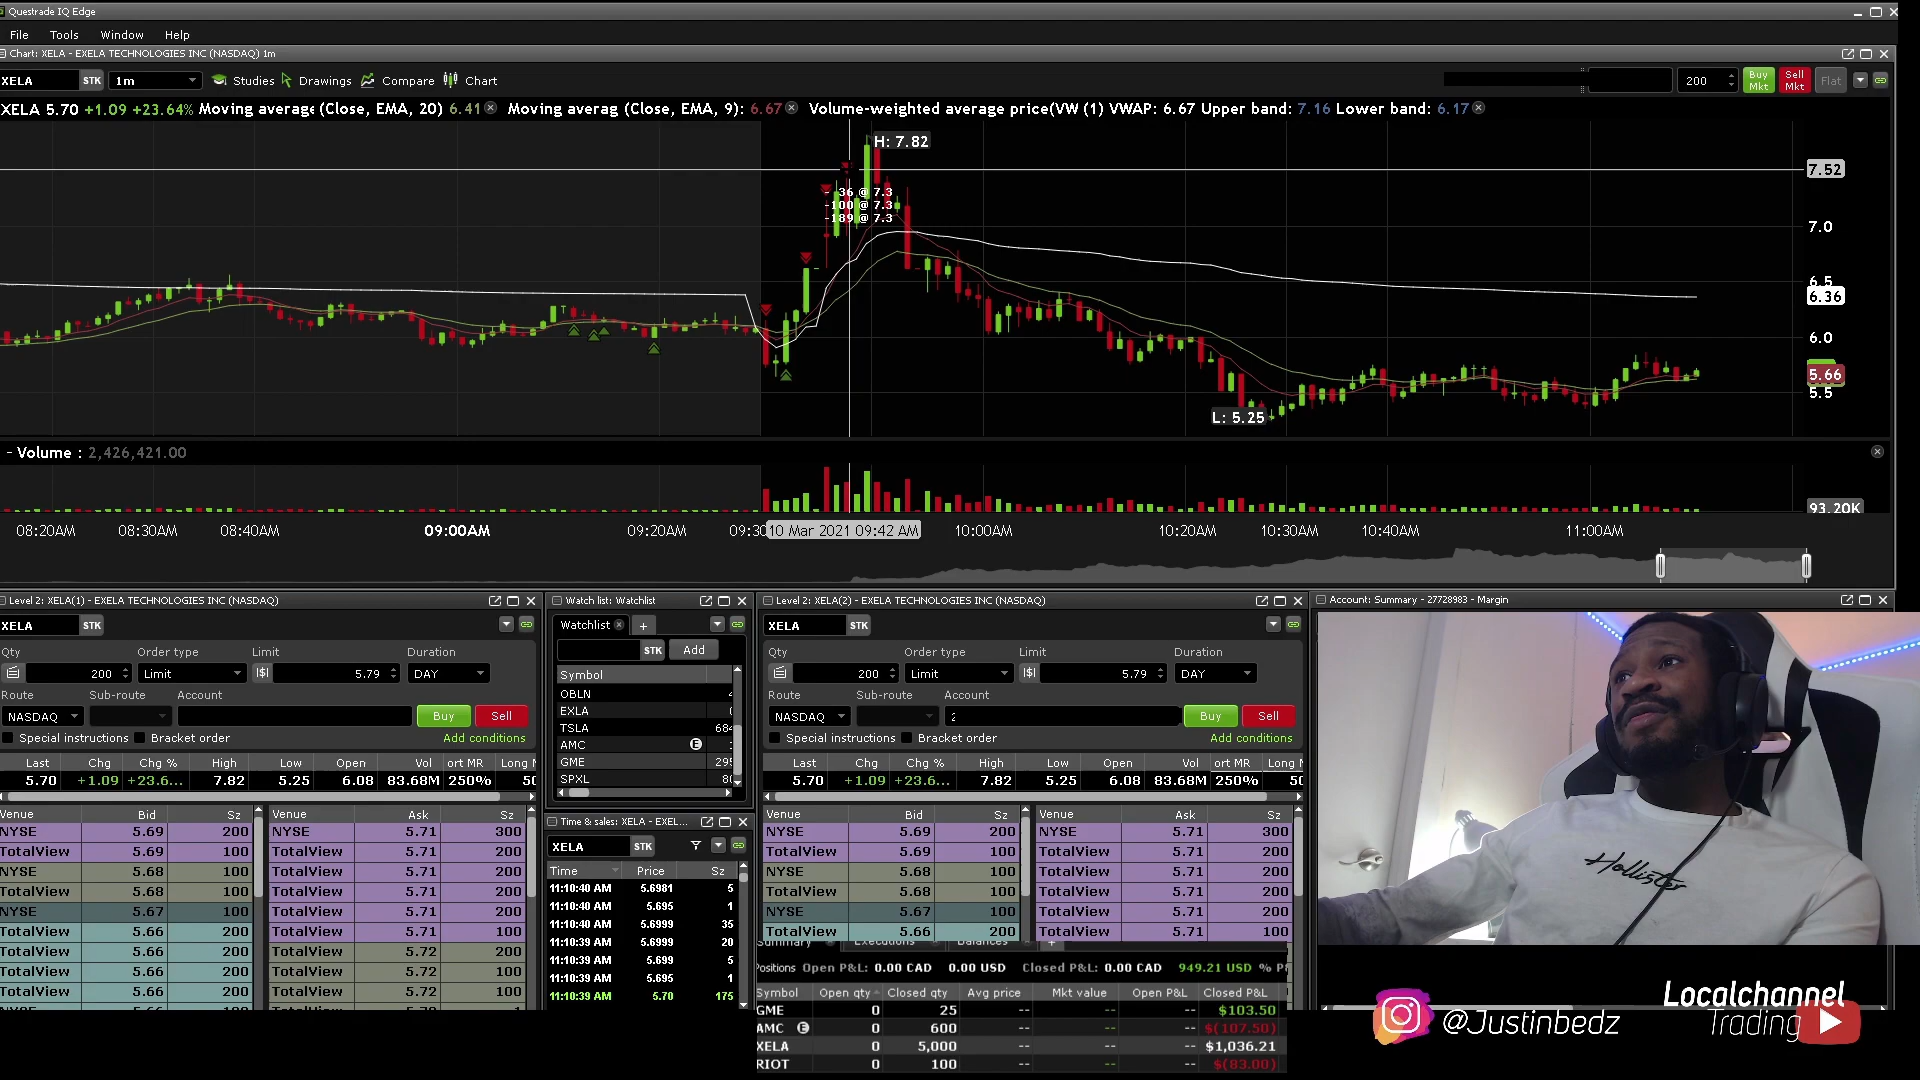 Questrade IQ Edge
File Tools Window Help
Chart: XELA - EXELA TECHNOLOGIES INC (NASDAQ) 1m
XELA STK 1m Studies Drawings Compare Chart 200 Buy Mkt Sell Mkt Flat
XELA 5.70 +1.09 +23.64% Moving average (Close, EMA, 20) 6.41 Moving averag (Close, EMA, 9): 6.67 Volume-weighted average price(VW (1) VWAP: 6.67 Upper band: 7.16 Lower band: 6.17
H: 7.82
7.52
- 36 @ 7.3
-100 @ 7.3
-189 @ 7.3
7.0
6.5
6.36
6.0
5.66
5.5
L: 5.25
- Volume : 2,426,421.00
93.20K
08:20AM 08:30AM 08:40AM 09:00AM 09:20AM 09:30 10 Mar 2021 09:42 AM 10:00AM 10:20AM 10:30AM 10:40AM 11:00AM
Level 2: XELA(1) - EXELA TECHNOLOGIES INC (NASDAQ)
XELA STK
Qty Order type Limit Duration
200 Limit |$| 5.79 DAY
Route Sub-route Account
NASDAQ Buy Sell
Special instructions Bracket order Add conditions
Last Chg Chg % High Low Open Vol ort MR Long M
5.70 +1.09 +23.6... 7.82 5.25 6.08 83.68M 250% 50
Venue Bid Sz Venue Ask Sz
NYSE 5.69 200 NYSE 5.71 300
TotalView 5.69 100 TotalView 5.71 200
NYSE 5.68 100 TotalView 5.71 200
TotalView 5.68 100 TotalView 5.71 200
NYSE 5.67 100 TotalView 5.71 200
TotalView 5.66 200 TotalView 5.71 100
TotalView 5.66 200 TotalView 5.72 200
TotalView 5.66 200 TotalView 5.72 100
TotalView 5.66 200 TotalView 5.72 100
Watch list: Watchlist
Watchlist +
STK Add
Symbol
OBLN
EXLA
TSLA 684
AMC E
GME 295
SPXL 80
Time & sales: XELA - EXEL...
XELA STK
Time Price Sz
11:10:40 AM 5.6981 5
11:10:40 AM 5.695 1
11:10:40 AM 5.6999 35
11:10:39 AM 5.6999 20
11:10:39 AM 5.699 5
11:10:39 AM 5.695 1
11:10:39 AM 5.70 175
Level 2: XELA(2) - EXELA TECHNOLOGIES INC (NASDAQ)
XELA STK
Qty Order type Limit Duration
200 Limit |$| 5.79 DAY
Route Sub-route Account
NASDAQ 2 Buy Sell
Special instructions Bracket order Add conditions
Last Chg Chg % High Low Open Vol ort MR Long M
5.70 +1.09 +23.6... 7.82 5.25 6.08 83.68M 250% 50
Venue Bid Sz Venue Ask Sz
NYSE 5.69 200 NYSE 5.71 300
TotalView 5.69 100 TotalView 5.71 200
NYSE 5.68 100 TotalView 5.71 200
TotalView 5.68 100 TotalView 5.71 200
NYSE 5.67 100 TotalView 5.71 200
TotalView 5.66 200 TotalView 5.71 100
Summary Executions Balances +
Positions Open P&L: 0.00 CAD 0.00 USD Closed P&L: 0.00 CAD 949.21 USD %
Symbol Open qty Closed qty Avg price Mkt value Open P&L Closed P&L
GME 0 25 -- -- -- $103.50
AMC E 0 600 -- -- -- $(107.50)
XELA 0 5,000 -- -- -- $1,036.21
RIOT 0 100 -- -- -- $(83.00)
Account: Summary - 27728983 - Margin
Hollister
@Justinbedz
Localchannel
Trading